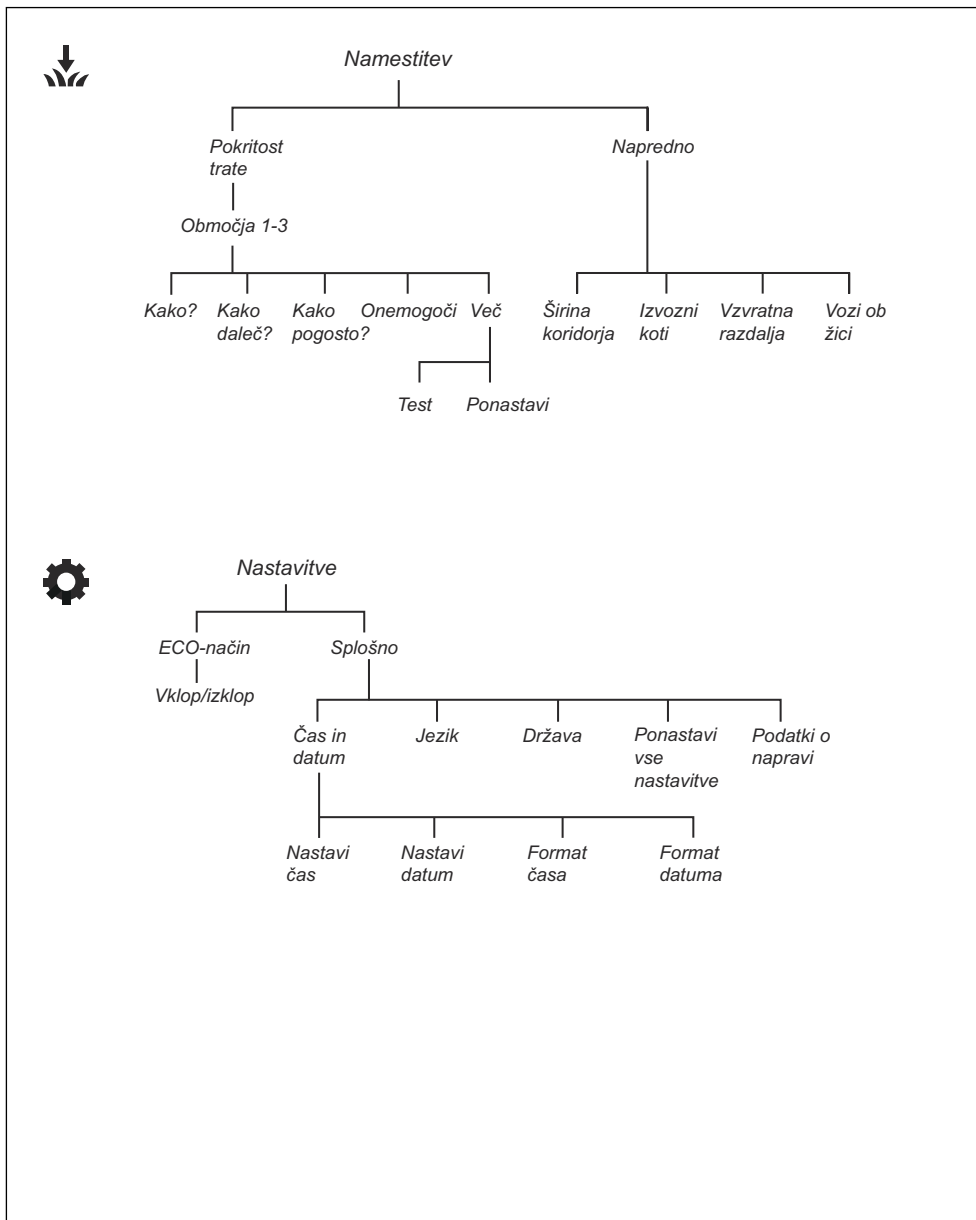 Namestitev
Pokritost
trate
Napredno
Območja 1-3
Kako?
Kako
daleč?
Kako
pogosto?
Onemogoči
Več
Širina
koridorja
Izvozni
koti
Vzvratna
razdalja
Vozi ob
žici
Test
Ponastavi
Nastavitve
ECO-način
Splošno
Vklop/izklop
Čas in
datum
Jezik
Država
Ponastavi
vse
nastavitve
Podatki o
napravi
Nastavi
čas
Nastavi
datum
Format
časa
Format
datuma